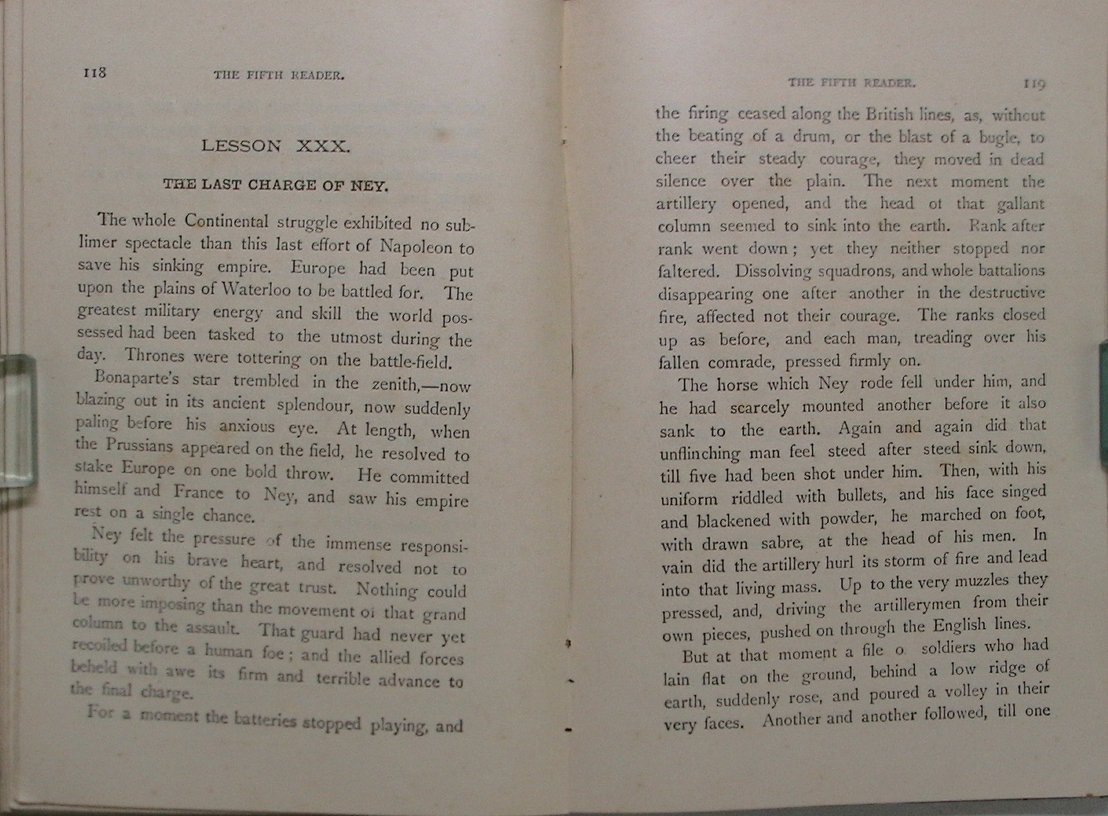 118
THE FIFTH READER.
LESSON XXX.
THE LAST CHARGE OF NEY.
The whole Continental struggle exhibited no sub-
limer spectacle than this last effort of Napoleon to
save his sinking empire. Europe had been put
upon the plains of Waterloo to be battled for. The
greatest military energy and skill the world pos-
sessed had been tasked to the utmost during the
day. Thrones were tottering on the battle-field.
Bonaparte's star trembled in the zenith,—now
blazing out in its ancient splendour, now suddenly
paling before his anxious eye. At length, when
the Prussians appeared on the field, he resolved to
stake Europe on one bold throw. He committed
himself and France to Ney, and saw his empire
rest on a single chance.
Ney felt the pressure of the immense responsi-
bility on his brave heart, and resolved not to
prove unworthy of the great trust. Nothing could
be more imposing than the movement of that grand
column to the assault. That guard had never yet
recoiled before a human foe; and the allied forces
beheld with awe its firm and terrible advance to
the final charge.
For a moment the batteries stopped playing, and
THE FIFTH READER.
119
the firing ceased along the British lines, as, without
the beating of a drum, or the blast of a bugle, to
cheer their steady courage, they moved in dead
silence over the plain. The next moment the
artillery opened, and the head of that gallant
column seemed to sink into the earth. Rank after
rank went down; yet they neither stopped nor
faltered. Dissolving squadrons, and whole battalions
disappearing one after another in the destructive
fire, affected not their courage. The ranks closed
up as before, and each man, treading over his
fallen comrade, pressed firmly on.
The horse which Ney rode fell under him, and
he had scarcely mounted another before it also
sank to the earth. Again and again did that
unflinching man feel steed after steed sink down,
till five had been shot under him. Then, with his
uniform riddled with bullets, and his face singed
and blackened with powder, he marched on foot,
with drawn sabre, at the head of his men. In
vain did the artillery hurl its storm of fire and lead
into that living mass. Up to the very muzzles they
pressed, and, driving the artillerymen from their
own pieces, pushed on through the English lines.
But at that moment a file o soldiers who had
lain flat on the ground, behind a low ridge of
earth, suddenly rose, and poured a volley in their
very faces. Another and another followed, till one